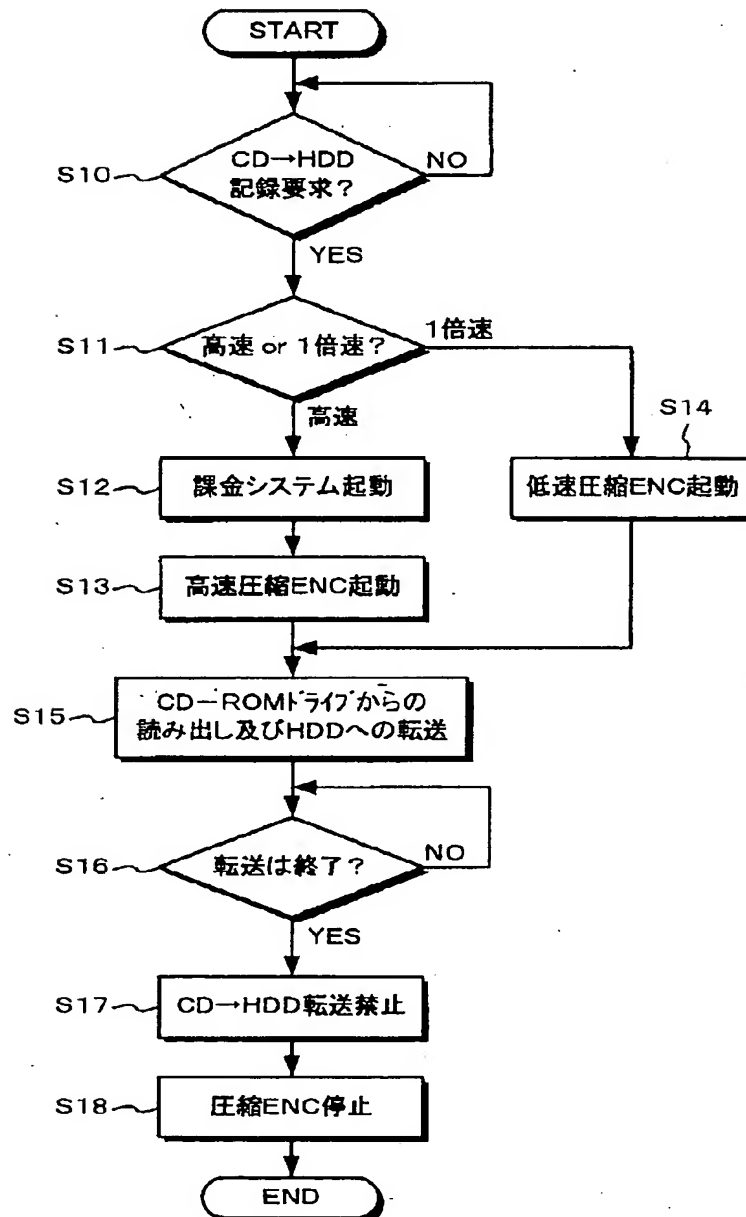 START
S10
CD→HDD
記録要求?
NO
YES
S11
高速 or 1倍速?
1倍速
高速
S14
S12
課金システム起動
低速圧縮ENC起動
S13
高速圧縮ENC起動
S15
CD-ROMドライブからの
読み出し及びHDDへの転送
S16
転送は終了?
NO
YES
S17
CD→HDD転送禁止
S18
圧縮ENC停止
END